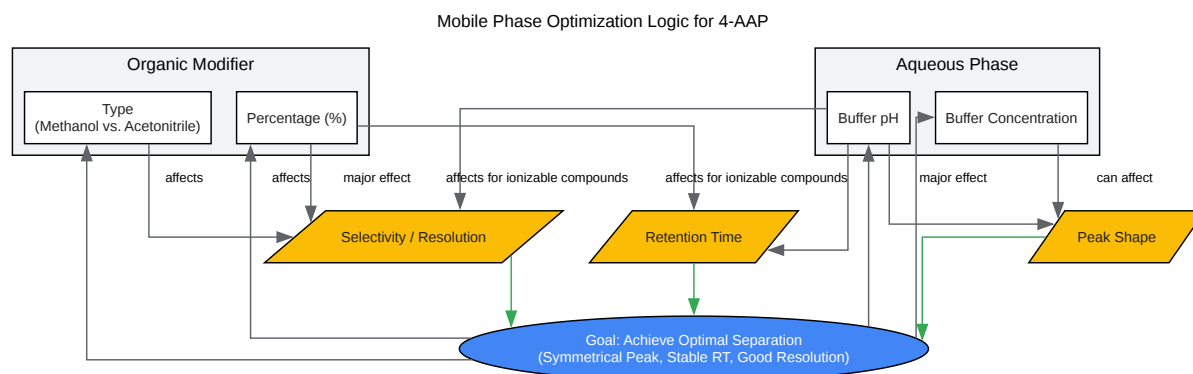 Mobile Phase Optimization Logic for 4-AAP
Organic Modifier
Aqueous Phase
Type
(Methanol vs. Acetonitrile)
Percentage (%)
Buffer pH
Buffer Concentration
affects
affects
major effect
affects for ionizable compounds
affects for ionizable compounds
major effect
can affect
Selectivity / Resolution
Retention Time
Peak Shape
Goal: Achieve Optimal Separation
(Symmetrical Peak, Stable RT, Good Resolution)